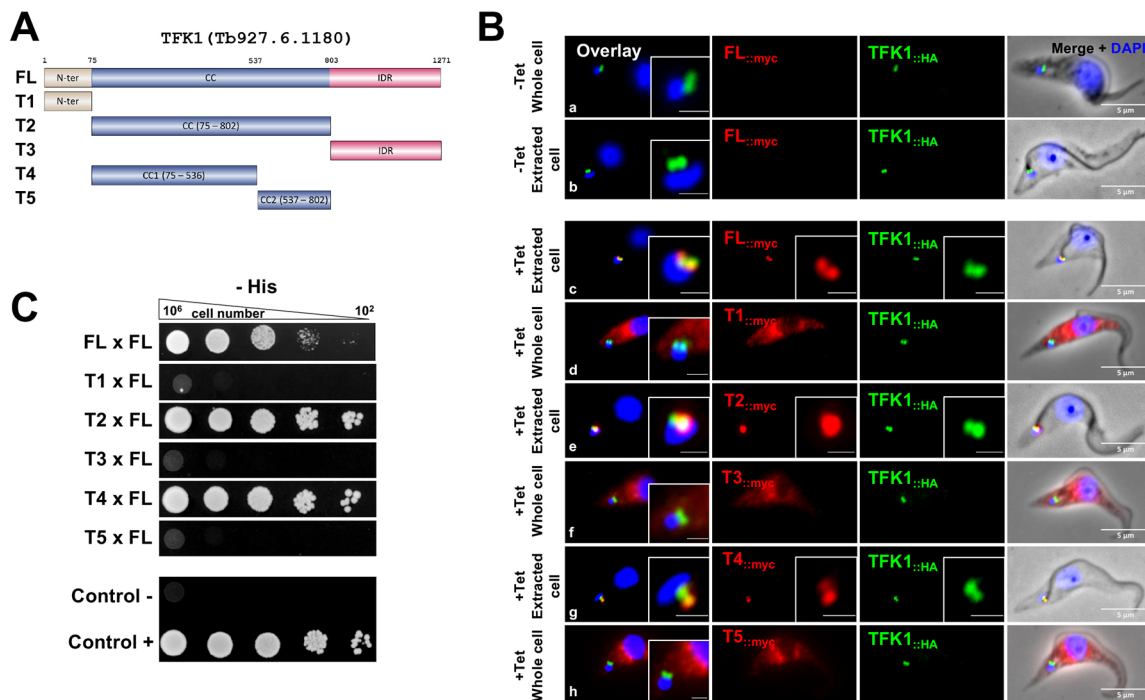 A
TFK1(Tb927.6.1180)
1 75 537 803 1271
FL N-ter CC IDR
T1 N-ter
T2 CC (75 – 802)
T3 IDR
T4 CC1 (75 – 536)
T5 CC2 (537 – 802)
B
-Tet Whole cell
a
Overlay
FL::myc
TFK1::HA
Merge + DAPI
5 µm
-Tet Extracted cell
b
FL::myc
TFK1::HA
5 µm
+Tet Extracted cell
c
FL::myc
TFK1::HA
5 µm
+Tet Whole cell
d
T1::myc
TFK1::HA
5 µm
+Tet Extracted cell
e
T2::myc
TFK1::HA
5 µm
+Tet Whole cell
f
T3::myc
TFK1::HA
5 µm
+Tet Extracted cell
g
T4::myc
TFK1::HA
5 µm
+Tet Whole cell
h
T5::myc
TFK1::HA
5 µm
C
- His
10⁶ cell number 10²
FL x FL
T1 x FL
T2 x FL
T3 x FL
T4 x FL
T5 x FL
Control -
Control +